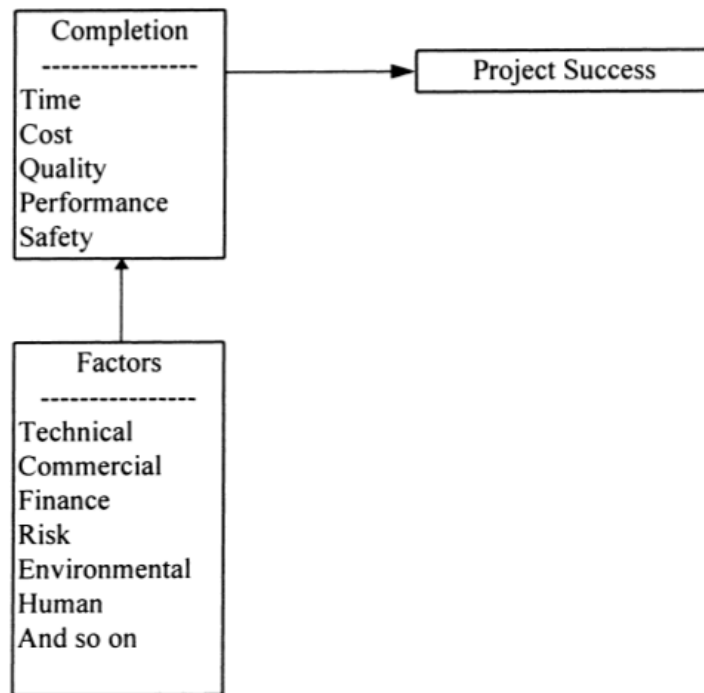 Completion
-----------------
Time
Cost
Quality
Performance
Safety
Project Success
Factors
-----------------
Technical
Commercial
Finance
Risk
Environmental
Human
And so on